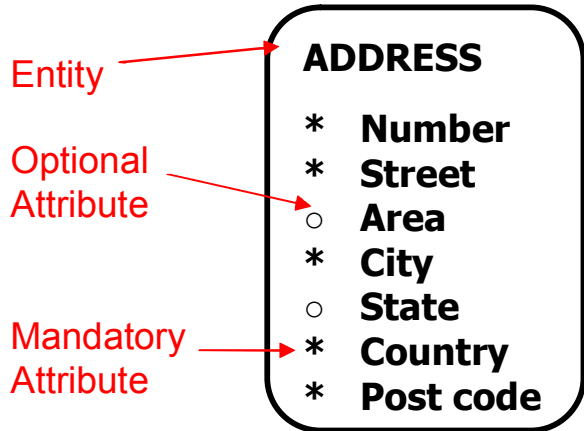 Entity
Optional
Attribute
Mandatory
Attribute
ADDRESS
* Number
* Street
○ Area
* City
○ State
* Country
* Post code